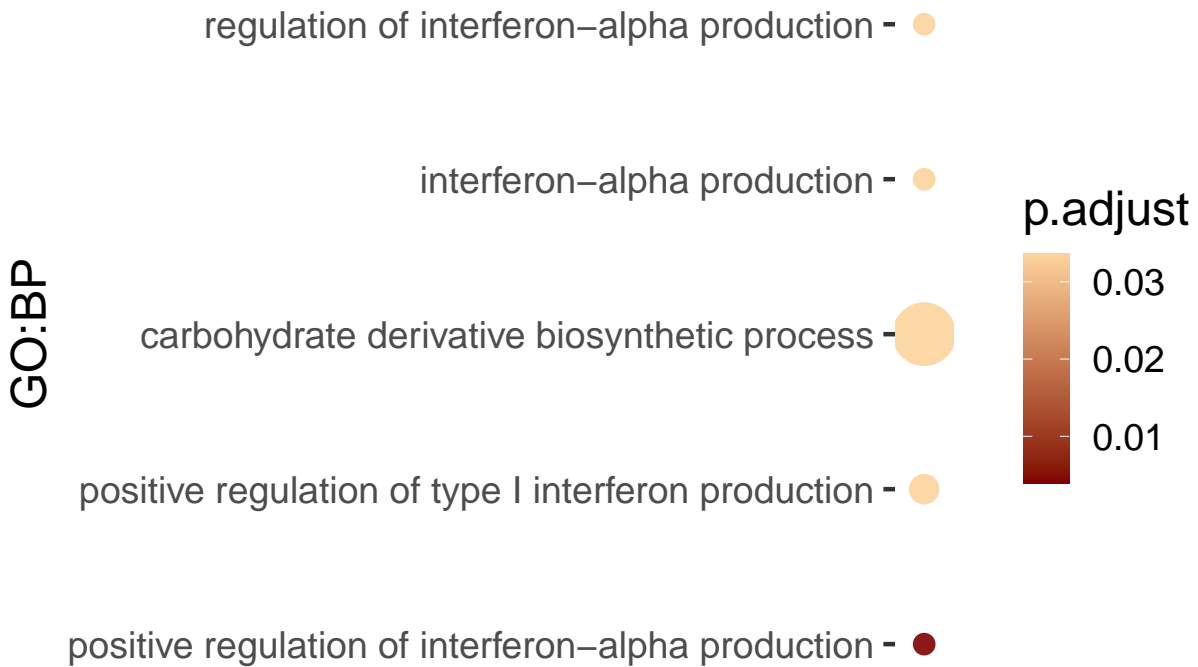 regulation of interferon−alpha production
interferon−alpha production
carbohydrate derivative biosynthetic process
positive regulation of type I interferon production
positive regulation of interferon−alpha production
GO:BP
p.adjust
0.03
0.02
0.01